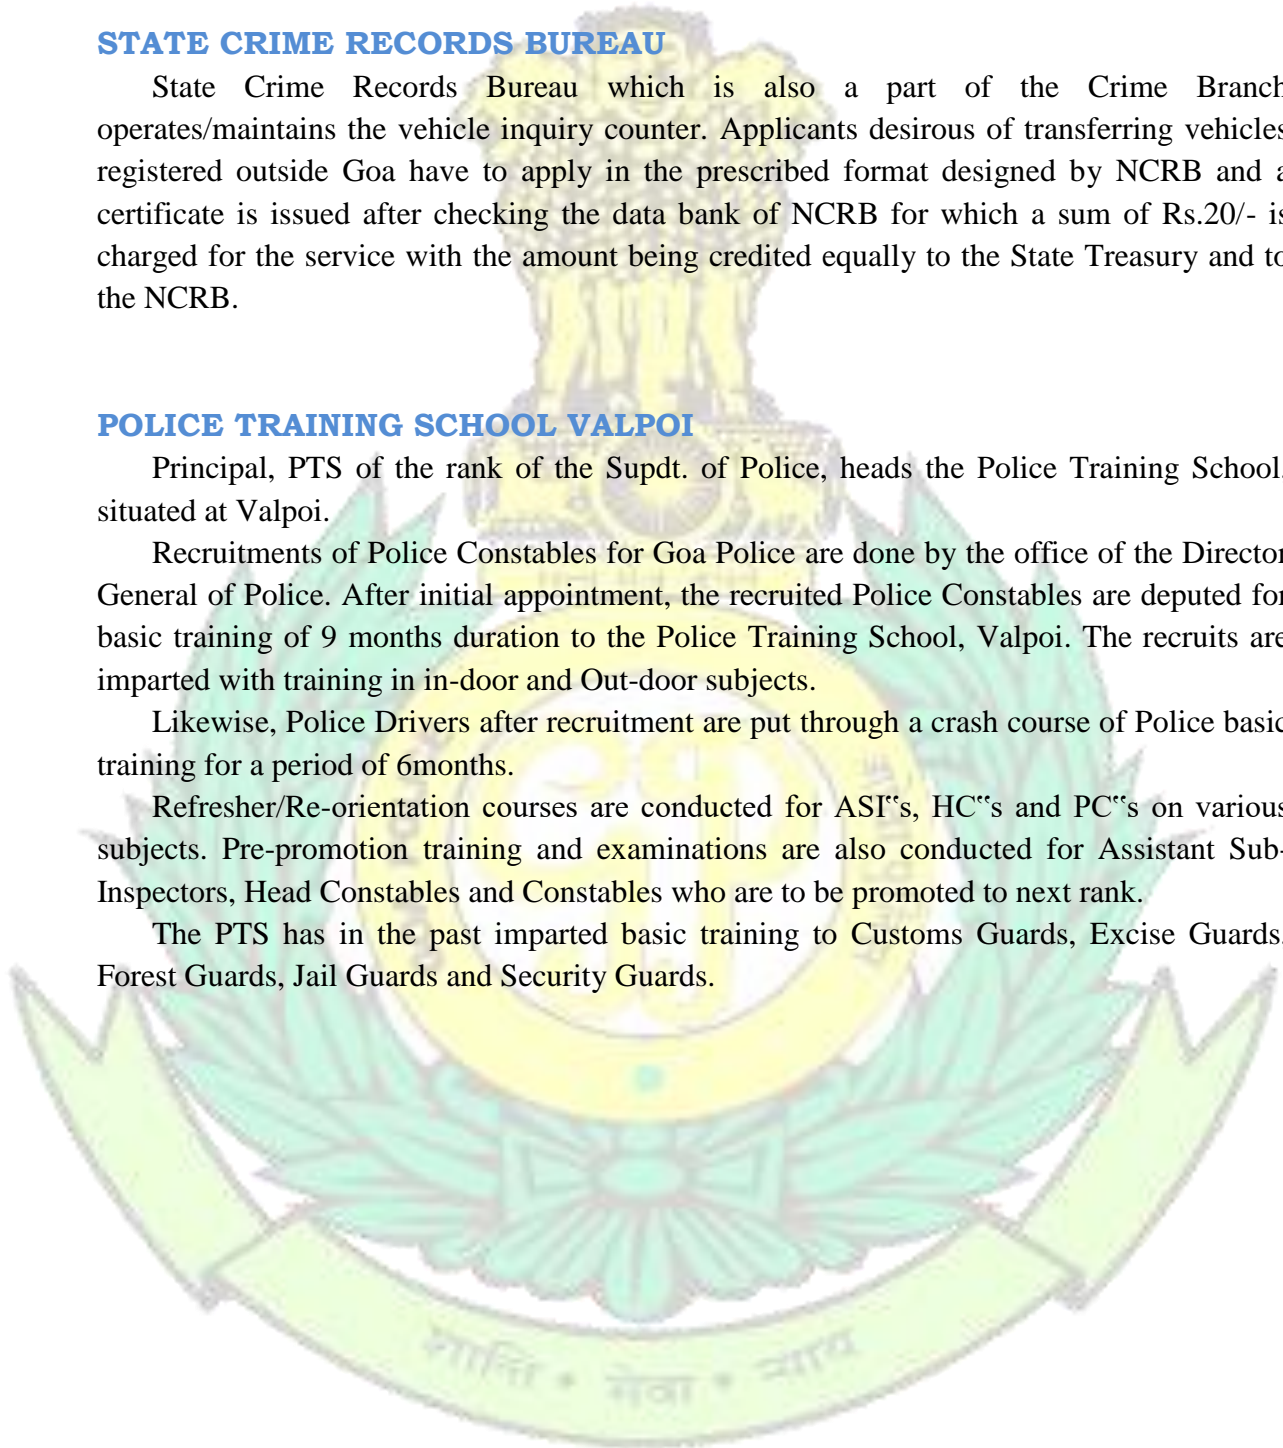 STATE CRIME RECORDS BUREAU
State Crime Records Bureau which is also a part of the Crime Branch
operates/maintains the vehicle inquiry counter. Applicants desirous of transferring vehicles
registered outside Goa have to apply in the prescribed format designed by NCRB and a
certificate is issued after checking the data bank of NCRB for which a sum of Rs.20/- is
charged for the service with the amount being credited equally to the State Treasury and to
the NCRB.
POLICE TRAINING SCHOOL VALPOI
Principal, PTS of the rank of the Supdt. of Police, heads the Police Training School,
situated at Valpoi.
Recruitments of Police Constables for Goa Police are done by the office of the Director
General of Police. After initial appointment, the recruited Police Constables are deputed for
basic training of 9 months duration to the Police Training School, Valpoi. The recruits are
imparted with training in in-door and Out-door subjects.
Likewise, Police Drivers after recruitment are put through a crash course of Police basic
training for a period of 6months.
Refresher/Re-orientation courses are conducted for ASI‟s, HC‟s and PC‟s on various
subjects. Pre-promotion training and examinations are also conducted for Assistant Sub-
Inspectors, Head Constables and Constables who are to be promoted to next rank.
The PTS has in the past imparted basic training to Customs Guards, Excise Guards,
Forest Guards, Jail Guards and Security Guards.
शान्ति • सेवा • न्याय